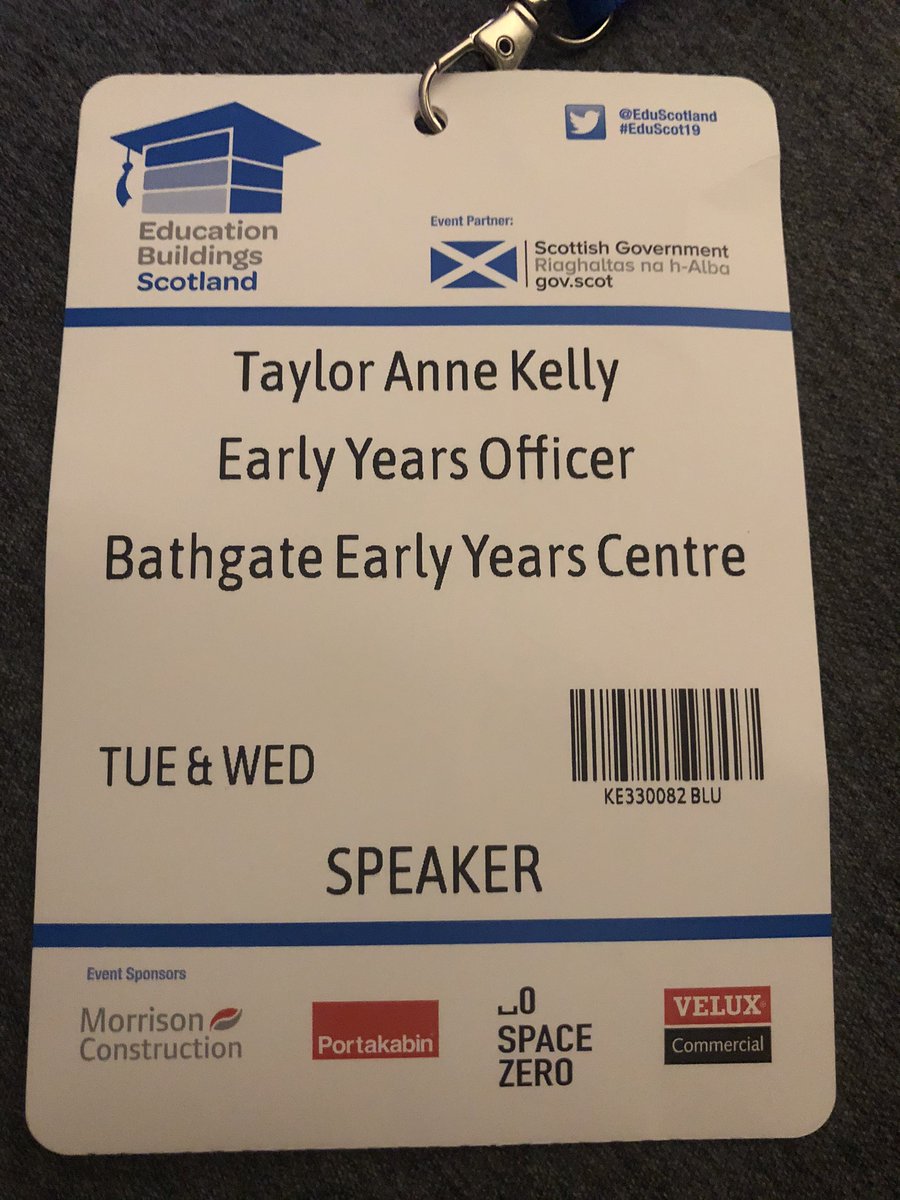 @EduScotland
#EduScot19
Education
Buildings
Scotland
Event Partner:
Scottish Government
Riaghaltas na h-Alba
gov.scot
Taylor Anne Kelly
Early Years Officer
Bathgate Early Years Centre
TUE & WED
KE330082 BLU
SPEAKER
Event Sponsors
Morrison
Construction
Portakabin
SPACE
ZERO
VELUX®
Commercial